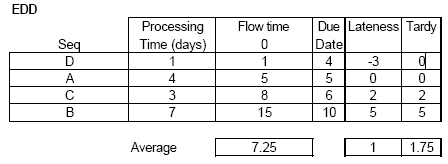 EDD
Processing Flow time Due Lateness Tardy
Seq Time (days) 0 Date
D 1 1 4 -3 0
A 4 5 5 0 0
C 3 8 6 2 2
B 7 15 10 5 5
Average 7.25 1 1.75